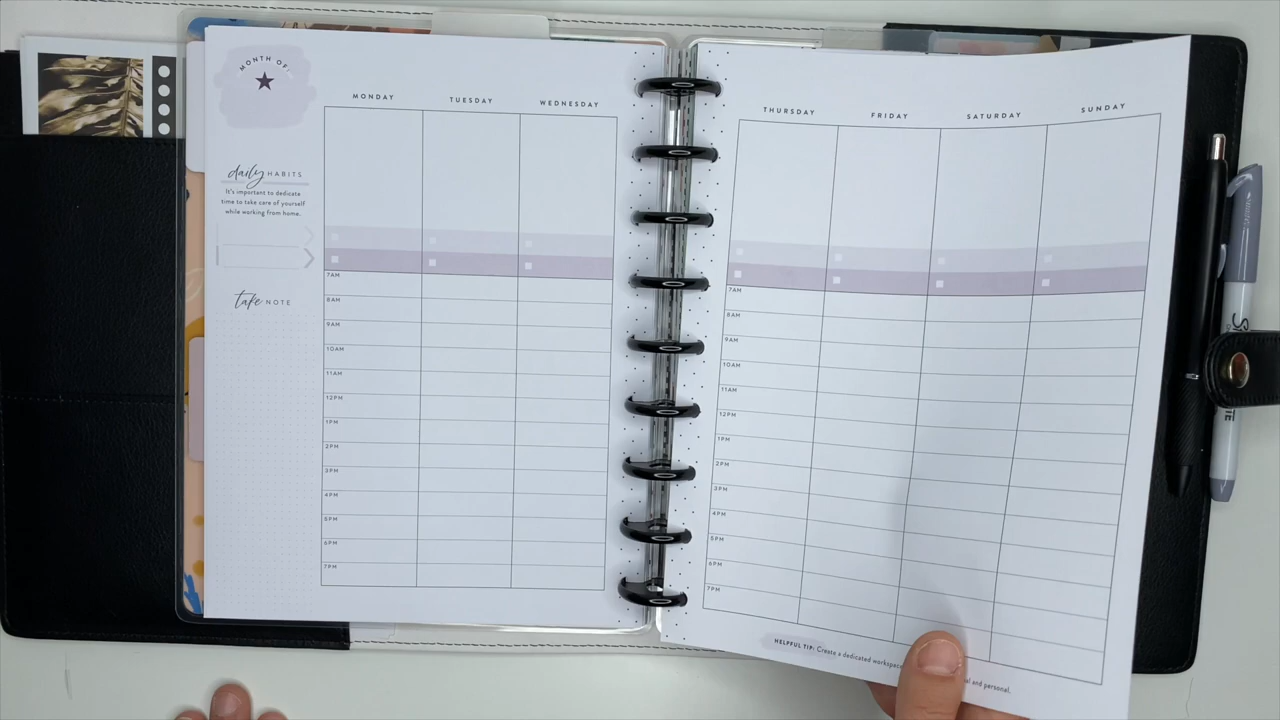 MONTH OF:
MONDAY
TUESDAY
WEDNESDAY
daily HABITS
It's important to dedicate
time to take care of yourself
while working from home.
take NOTE
7AM
8AM
9AM
10AM
11AM
12PM
1PM
2PM
3PM
4PM
5PM
6PM
7PM
THURSDAY
FRIDAY
SATURDAY
SUNDAY
7AM
8AM
9AM
10AM
11AM
12PM
1PM
2PM
3PM
4PM
5PM
6PM
7PM
HELPFUL TIP: Create a dedicated workspace
and personal.